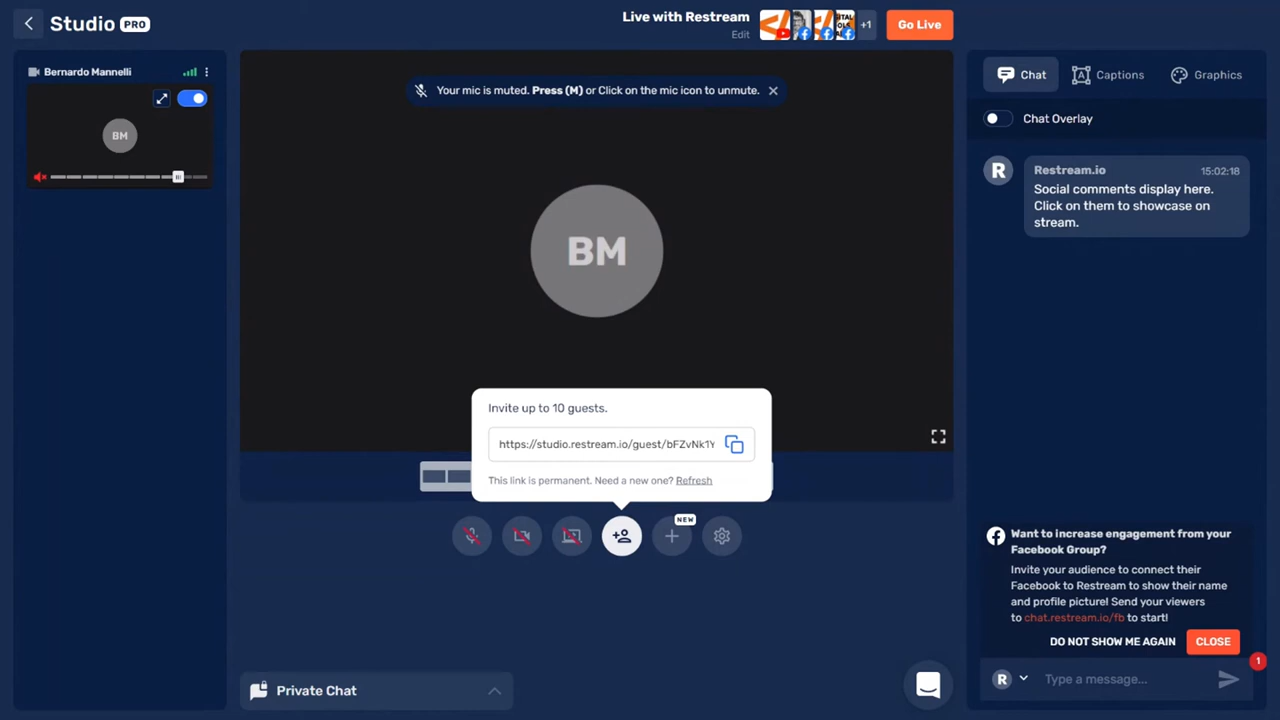 Studio PRO
Live with Restream
Edit
+1
Go Live
Bernardo Mannelli
BM
Your mic is muted. Press (M) or Click on the mic icon to unmute.
BM
Invite up to 10 guests.
https://studio.restream.io/guest/bFZvNk1Y
This link is permanent. Need a new one? Refresh
NEW
Private Chat
Chat
Captions
Graphics
Chat Overlay
R
Restream.io 15:02:18
Social comments display here.
Click on them to showcase on
stream.
Want to increase engagement from your
Facebook Group?
Invite your audience to connect their
Facebook to Restream to show their name
and profile picture! Send your viewers
to chat.restream.io/fb to start!
DO NOT SHOW ME AGAIN
CLOSE
1
R
Type a message...